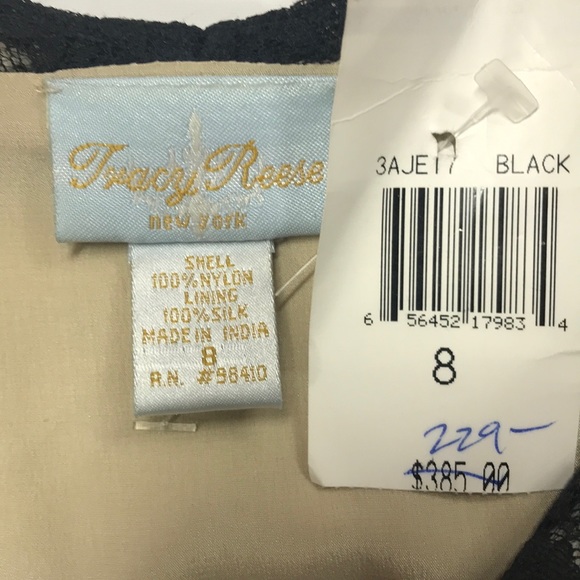 Tracy Reese
new york
SHELL
100% NYLON
LINING
100% SILK
MADE IN INDIA
8
R.N. #98410
3AJE17 BLACK
6 56452 17983 4
8
229-
$385.00